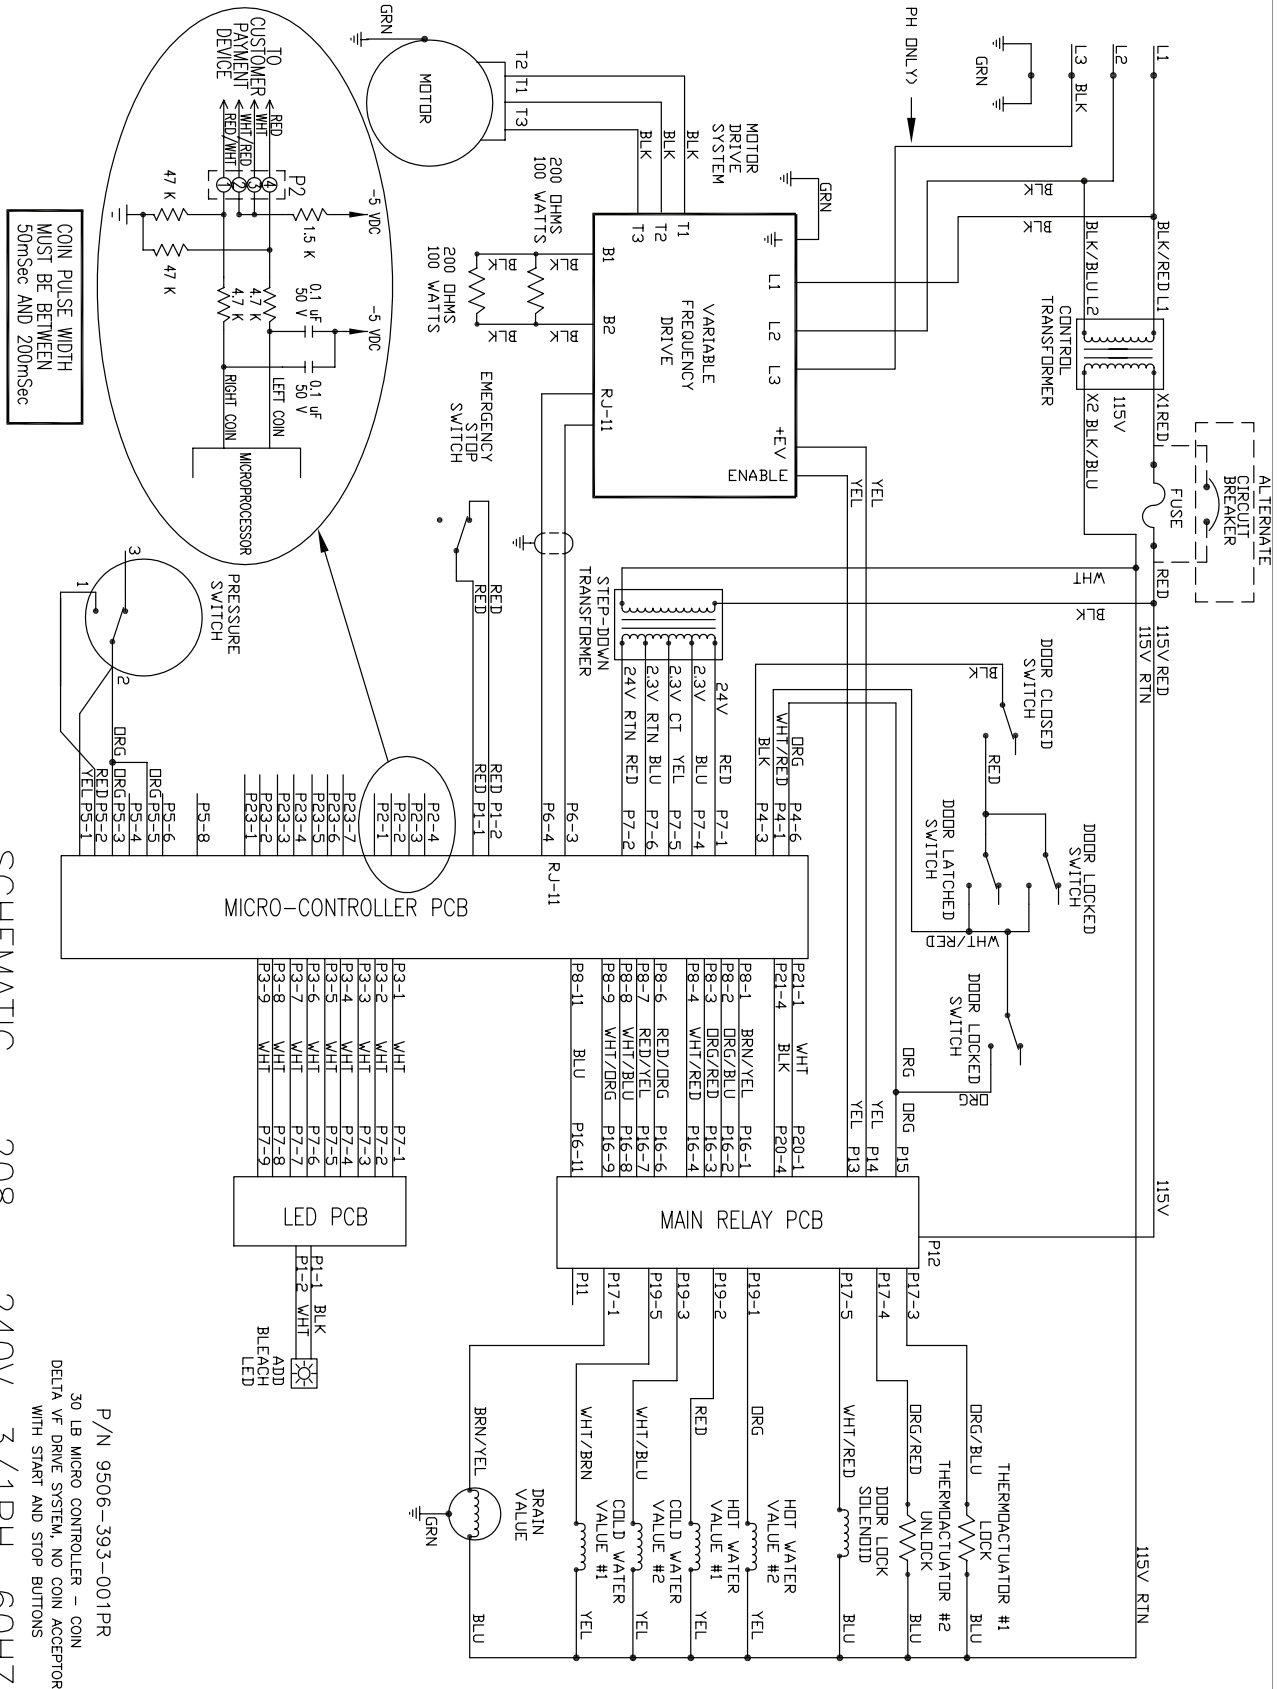 L1
L2
L3 BLK
GRN
PH ONLY)
BLK
BLK
BLK/RED L1
BLK/BLU L2
CONTROL
TRANSFORMER
X1 RED
115V
X2 BLK/BLU
ALTERNATE
CIRCUIT
BREAKER
FUSE
RED
WHT
BLK
115V RED
115V RTN
115V
115V RTN
GRN
MOTOR
T2
T1
T3
BLK
BLK
BLK
MOTOR
DRIVE
SYSTEM
GRN
T1
T2
T3
L1
L2
L3
+EV
ENABLE
VARIABLE
FREQUENCY
DRIVE
B1
B2
RJ-11
YEL
YEL
200 OHMS
100 WATTS
BLK
BLK
BLK
BLK
200 OHMS
100 WATTS
EMERGENCY
STOP
SWITCH
RED
RED
RED P1-2
RED P1-1
STEP-DOWN
TRANSFORMER
24V RED P7-1
2.3V BLU P7-4
2.3V CT YEL P7-5
2.3V RTN BLU P7-6
24V RTN RED P7-2
P6-3
P6-4
RJ-11
ORG P4-6
WHT/RED P4-1
BLK P4-3
BLK
DOOR CLOSED
SWITCH
RED
DOOR LATCHED
SWITCH
DOOR LOCKED
SWITCH
WHT/RED
DOOR LOCKED
SWITCH
ORG
ORG
ORG P15
YEL P14
YEL P13
TO
CUSTOMER
PAYMENT
DEVICE
RED
WHT
WHT/RED
RED/WHT
P2
4
3
2
1
-5 VDC
1.5 K
47 K
47 K
4.7 K
4.7 K
0.1 uF
50 V
-5 VDC
0.1 uF
50 V
LEFT COIN
RIGHT COIN
MICROPROCESSOR
COIN PULSE WIDTH
MUST BE BETWEEN
50mSec AND 200mSec
PRESSURE
SWITCH
3
1
2
ORG
ORG
YEL P5-1
RED P5-2
ORG P5-3
P5-4
P5-5
P5-6
P5-8
P23-1
P23-2
P23-3
P23-4
P23-5
P23-6
P23-7
P2-1
P2-2
P2-3
P2-4
MICRO-CONTROLLER PCB
P21-1 WHT P20-1
P21-4 BLK P20-4
P8-1 BRN/YEL P16-1
P8-2 ORG/BLU P16-2
P8-3 ORG/RED P16-3
P8-4 WHT/RED P16-4
P8-6 RED/ORG P16-6
P8-7 RED/YEL P16-7
P8-8 WHT/BLU P16-8
P8-9 WHT/ORG P16-9
P8-11 BLU P16-11
P3-1 WHT P7-1
P3-2 WHT P7-2
P3-3 WHT P7-3
P3-4 WHT P7-4
P3-5 WHT P7-5
P3-6 WHT P7-6
P3-7 WHT P7-7
P3-8 WHT P7-8
P3-9 WHT P7-9
MAIN RELAY PCB
P12
LED PCB
P1-1 BLK
P1-2 WHT
ADD
BLEACH
LED
P17-3
P17-4
P17-5
P19-1
P19-2
P19-3
P19-5
P17-1
P11
ORG/BLU
THERMOACTUATOR #1
LOCK
BLU
ORG/RED
THERMOACTUATOR #2
UNLOCK
BLU
WHT/RED
DOOR LOCK
SOLENOID
BLU
ORG
HOT WATER
VALUE #2
YEL
RED
HOT WATER
VALUE #1
YEL
WHT/BLU
COLD WATER
VALUE #2
YEL
WHT/BRN
COLD WATER
VALUE #1
YEL
BRN/YEL
DRAIN
VALUE
GRN
BLU
P/N 9506-393-001PR
30 LB MICRO CONTROLLER - COIN
DELTA VF DRIVE SYSTEM, NO COIN ACCEPTOR
WITH START AND STOP BUTTONS
SCHEMATIC 208 240V 3/1PH 60HZ